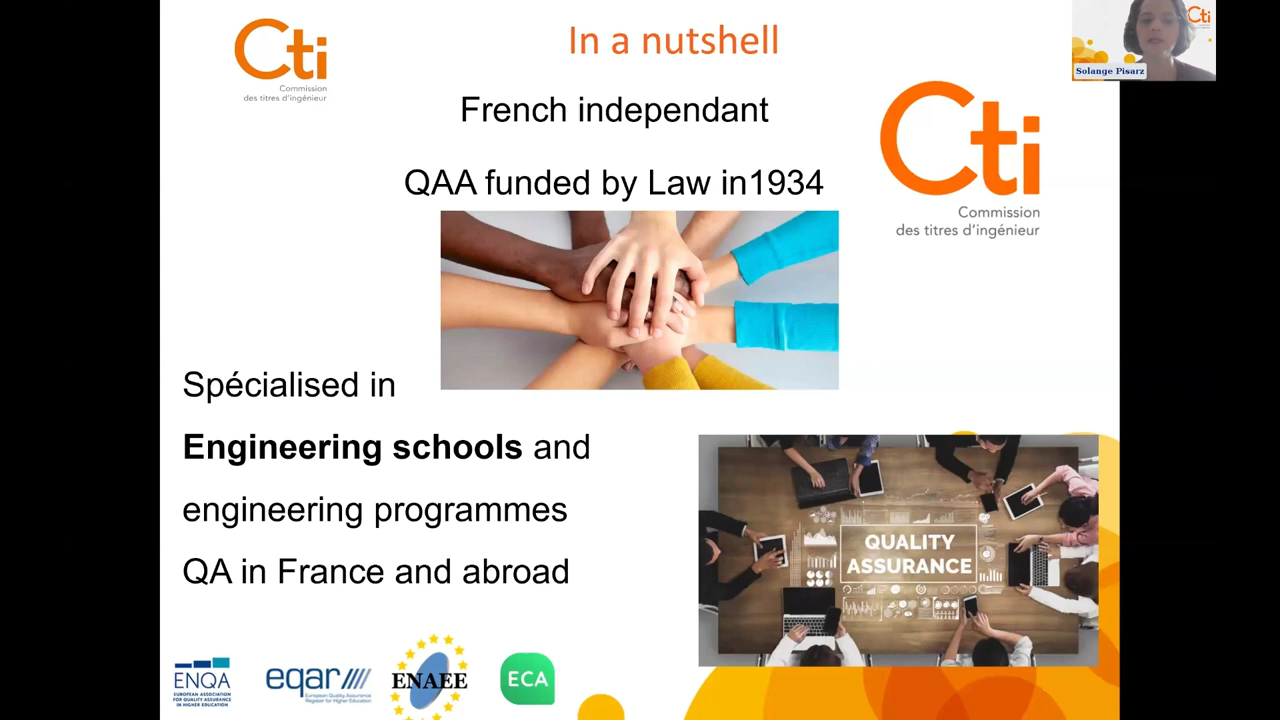 Cti
Commission
des titres d'ingénieur
In a nutshell
Cti
Solange Pisarz
French independant
QAA funded by Law in1934
Cti
Commission
des titres d'ingénieur
Spécialised in
Engineering schools and
engineering programmes
QA in France and abroad
QUALITY
ASSURANCE
ENQA
EUROPEAN ASSOCIATION
FOR QUALITY ASSURANCE
IN HIGHER EDUCATION
eqar
European Quality Assurance
Register for Higher Education
ENAEE
ECA